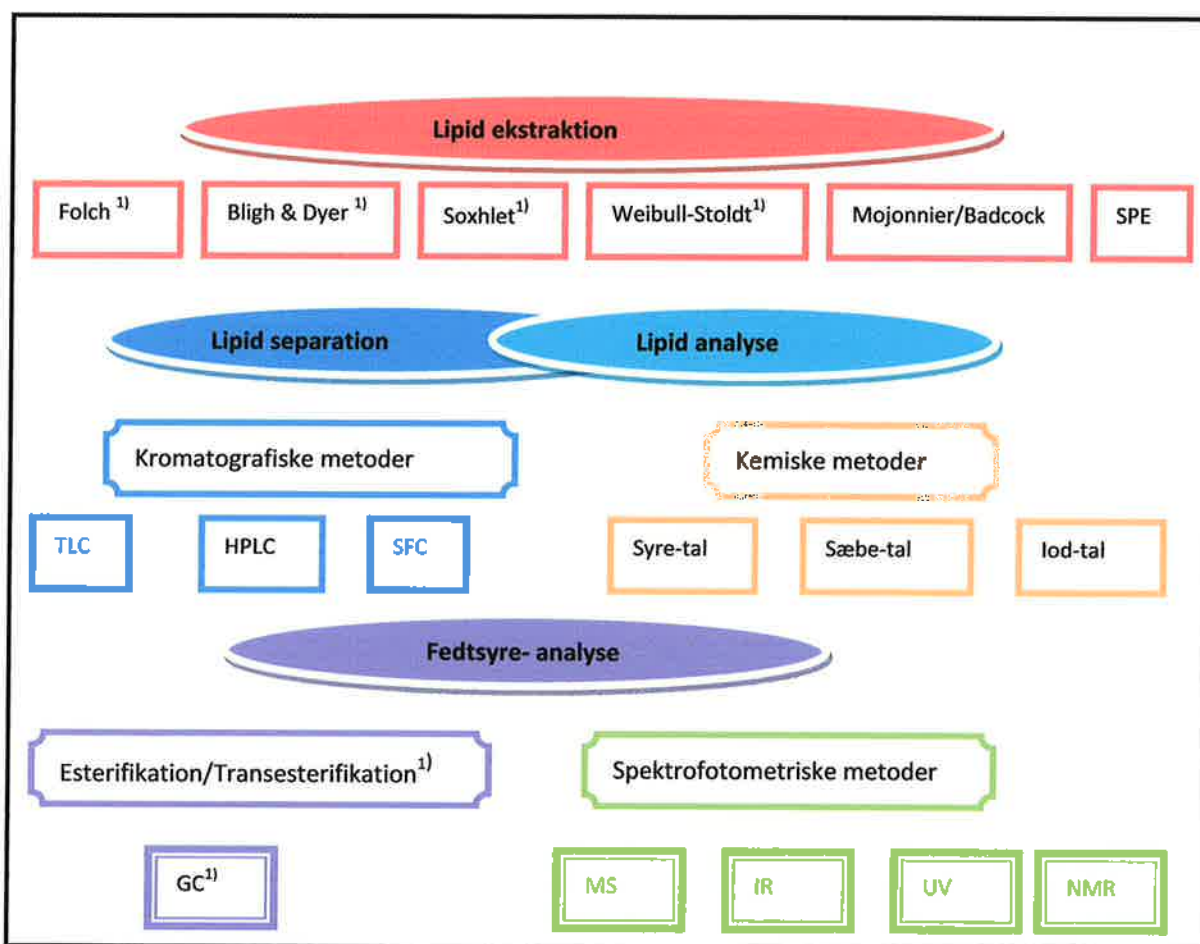 Lipid ekstraktion
Folch 1)
Bligh & Dyer 1)
Soxhlet1)
Weibull-Stoldt1)
Mojonnier/Badcock
SPE
Lipid separation
Lipid analyse
Kromatografiske metoder
Kemiske metoder
TLC
HPLC
SFC
Syre-tal
Sæbe-tal
Iod-tal
Fedtsyre- analyse
Esterifikation/Transesterifikation1)
Spektrofotometriske metoder
GC1)
MS
IR
UV
NMR